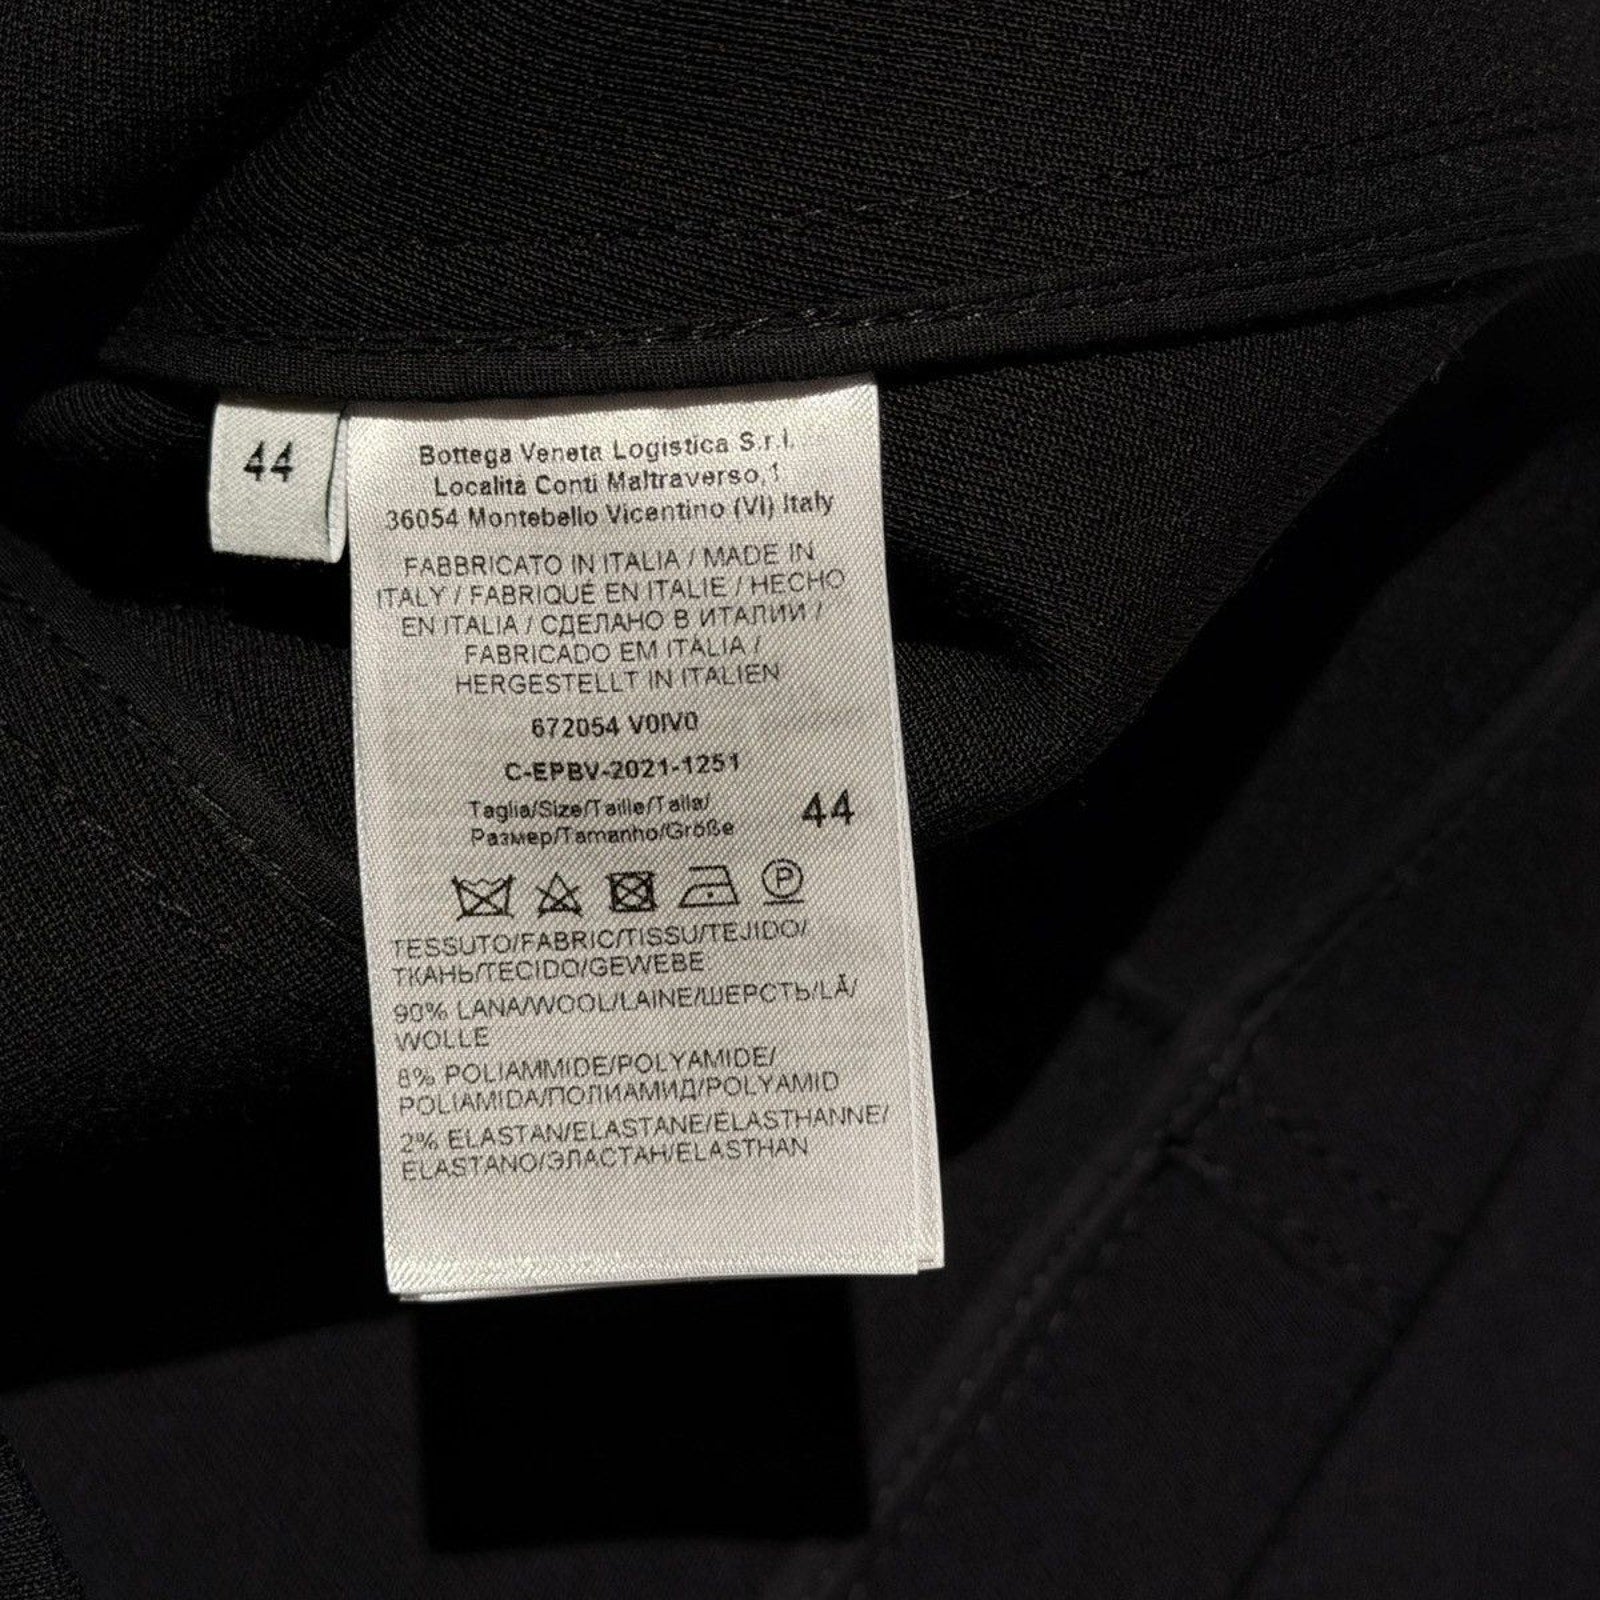 44
Bottega Veneta Logistica S.r.l.
Località Conti Maltraverso,1
36054 Montebello Vicentino (VI) Italy
FABBRICATO IN ITALIA / MADE IN
ITALY / FABRIQUÉ EN ITALIE / HECHO
EN ITALIA / СДЕЛАНО В ИТАЛИИ /
FABRICADO EM ITÁLIA /
HERGESTELLT IN ITALIEN
672054 V0IV0
C-EPBV-2021-1251
Taglia/Size/Taille/Talla/
Размер/Tamanho/Größe
44
P
TESSUTO/FABRIC/TISSU/TEJIDO/
ТКАНЬ/TECIDO/GEWEBE
90% LANA/WOOL/LAINE/ШЕРСТЬ/LÃ/
WOLLE
8% POLIAMMIDE/POLYAMIDE/
POLIAMIDA/ПОЛИАМИД/POLYAMID
2% ELASTAN/ELASTANE/ÉLASTHANNE/
ELASTANO/ЭЛАСТАН/ELASTHAN